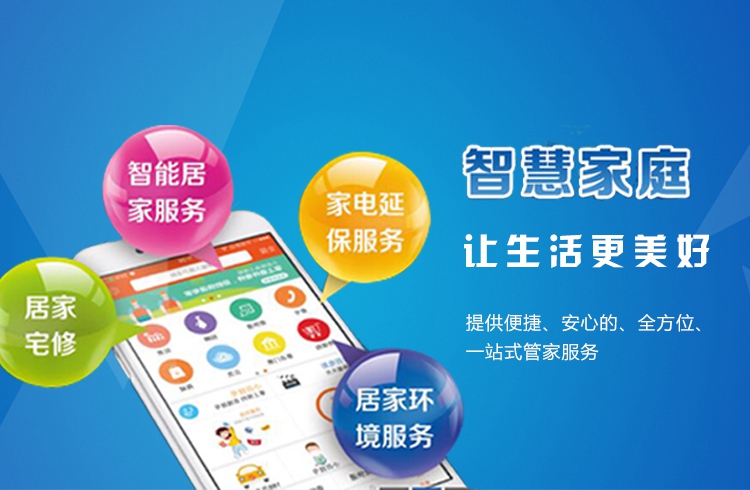 智能居
家服务
家电延
保服务
居家
宅修
居家环
境服务
智慧家庭
让生活更美好
提供便捷、安心的、全方位、
一站式管家服务